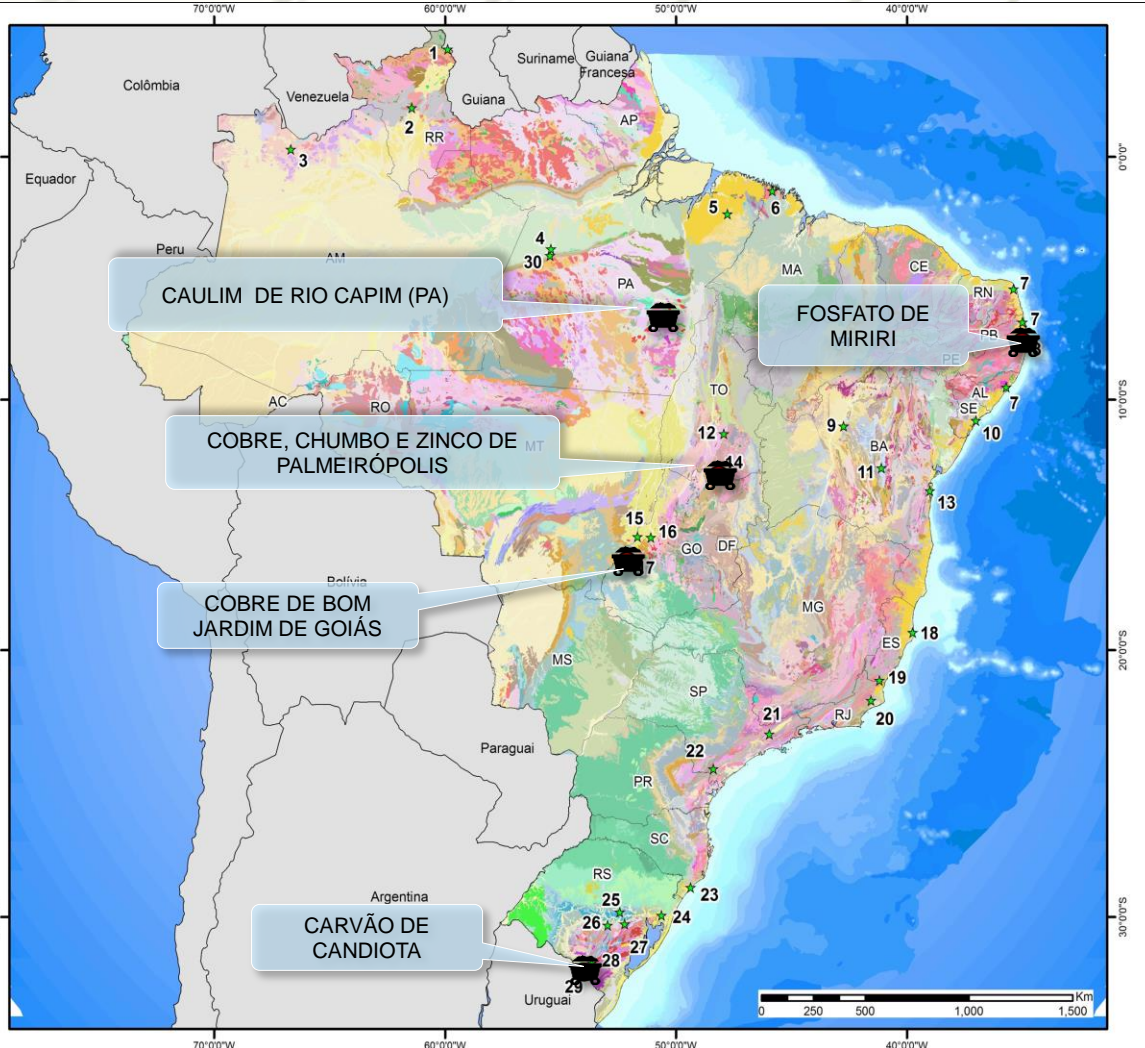 70°0'0"W 60°0'0"W 50°0'0"W 40°0'0"W
Colômbia
Venezuela
Guiana
Suriname
Guiana
Francesa
Equador
Peru
Bolívia
Paraguai
Argentina
Uruguai
0°0'0"
10°0'0"S
20°0'0"S
30°0'0"S
1
2
RR
3
AP
5
6
4
30
AM
PA
MA
CE
RN
7
7
PB
PE
AL
7
SE
10
AC
RO
MT
TO
12
14
9
BA
11
13
15
16
GO
DF
7
MG
ES
18
19
20
MS
SP
21
RJ
22
PR
SC
23
RS
25
24
26
27
28
29
CAULIM DE RIO CAPIM (PA)
FOSFATO DE
MIRIRI
COBRE, CHUMBO E ZINCO DE
PALMEIRÓPOLIS
COBRE DE BOM
JARDIM DE GOIÁS
CARVÃO DE
CANDIOTA
Km
0 250 500 1,000 1,500
70°0'0"W 60°0'0"W 50°0'0"W 40°0'0"W